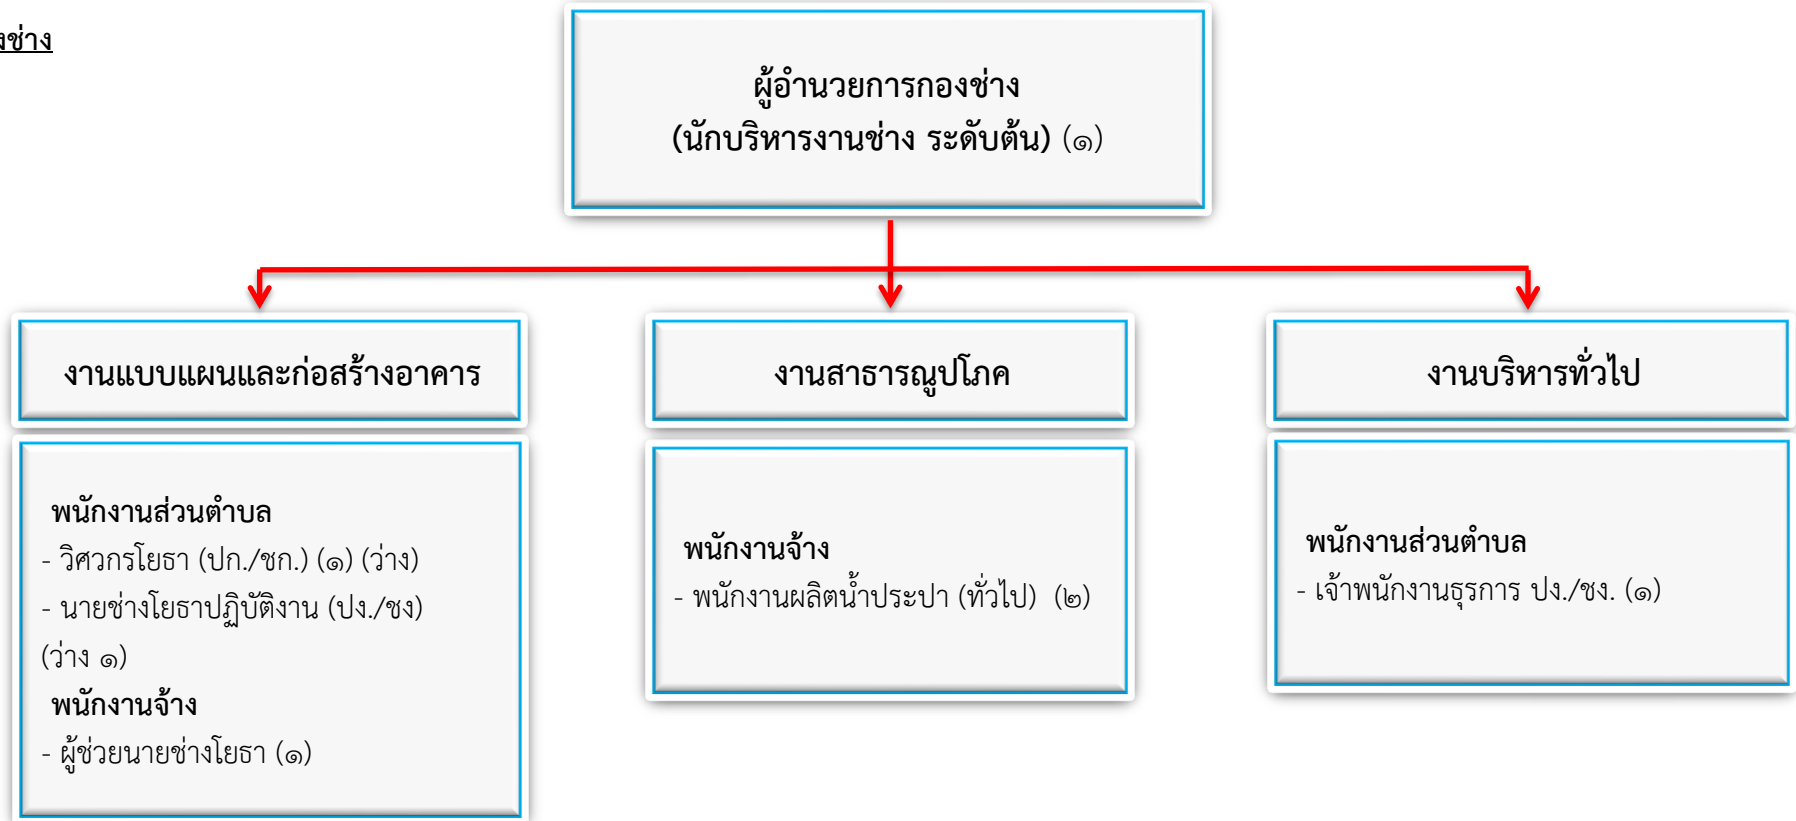 งช่าง
ผู้อำนวยการกองช่าง
(นักบริหารงานช่าง ระดับต้น) (๑)
งานแบบแผนและก่อสร้างอาคาร
พนักงานส่วนตำบล
- วิศวกรโยธา (ปก./ชก.) (๑) (ว่าง)
- นายช่างโยธาปฏิบัติงาน (ปง./ชง)
(ว่าง ๑)
พนักงานจ้าง
- ผู้ช่วยนายช่างโยธา (๑)
งานสาธารณูปโภค
พนักงานจ้าง
- พนักงานผลิตน้ำประปา (ทั่วไป) (๒)
งานบริหารทั่วไป
พนักงานส่วนตำบล
- เจ้าพนักงานธุรการ ปง./ชง. (๑)